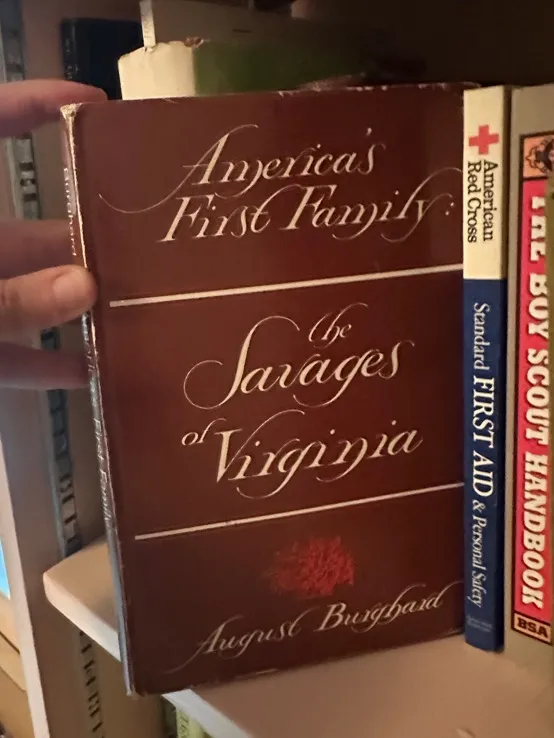 America's
First Family:
the
Savages
of Virginia
August Burghard
American
Red Cross
Standard FIRST AID & Personal Safety
THE BOY SCOUT HANDBOOK
BSA